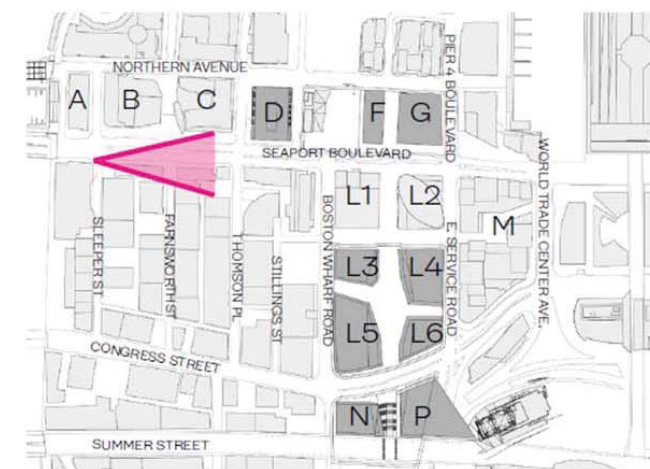 NORTHERN AVENUE
PIER 4 BOULEVARD
A
B
C
D
F
G
SEAPORT BOULEVARD
WORLD TRADE CENTER AVE.
L1
L2
M
SLEEPER ST
FARNSWORTH ST
THOMSON PL
STILLINGS ST
BOSTON WHARF ROAD
E. SERVICE ROAD
L3
L4
L5
L6
CONGRESS STREET
N
P
SUMMER STREET